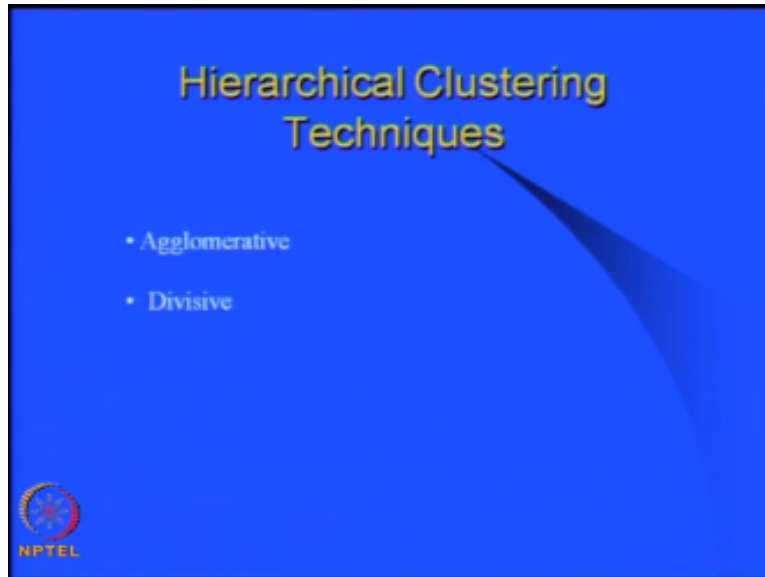 Hierarchical Clustering
Techniques
• Agglomerative
• Divisive
NPTEL